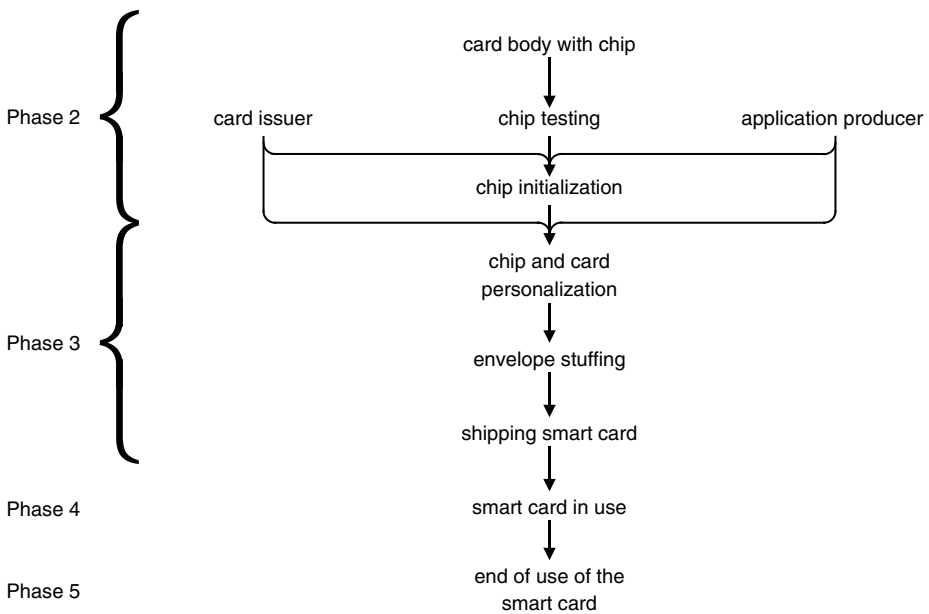 card body with chip
Phase 2
card issuer
chip testing
application producer
chip initialization
chip and card
personalization
Phase 3
envelope stuffing
shipping smart card
Phase 4
smart card in use
Phase 5
end of use of the
smart card